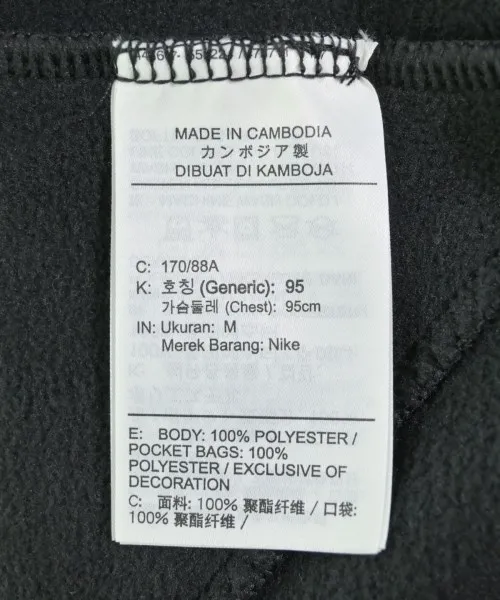 MADE IN CAMBODIA
カンボジア製
DIBUAT DI KAMBOJA
C: 170/88A
K: 호칭 (Generic): 95
가슴둘레 (Chest): 95cm
IN: Ukuran: M
Merek Barang: Nike
E: BODY: 100% POLYESTER /
POCKET BAGS: 100%
POLYESTER / EXCLUSIVE OF
DECORATION
C: 面料: 100% 聚酯纤维 / 口袋:
100% 聚酯纤维 /